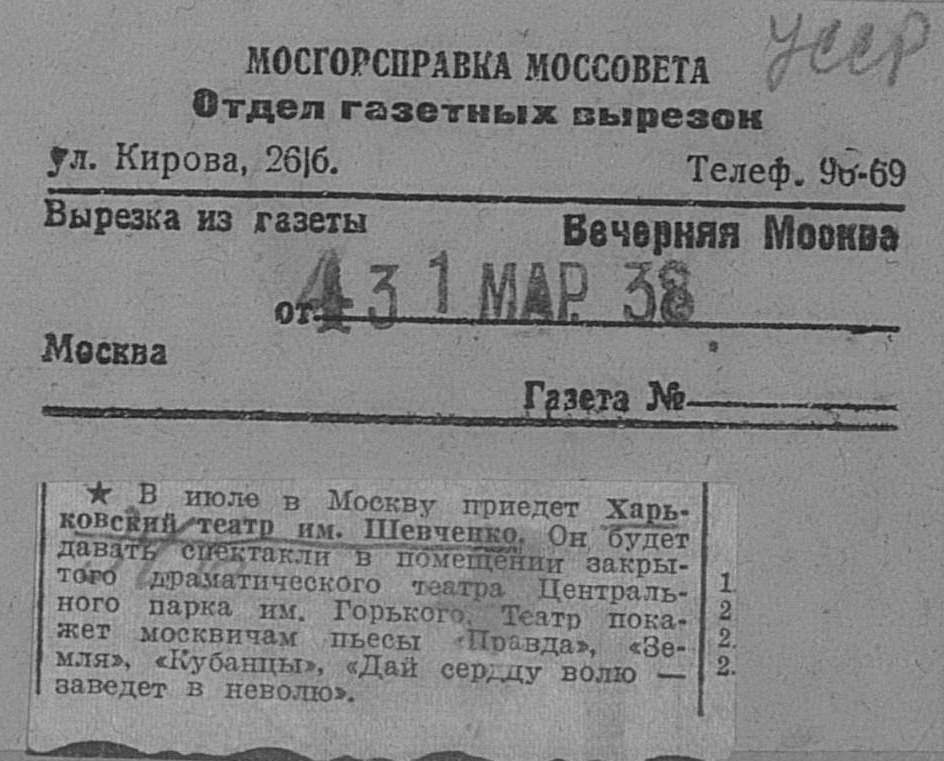 УССР
МОСГОРСПРАВКА МОССОВЕТА
Отдел газетных вырезок
ул. Кирова, 26|б. Телеф. 96-69
Вырезка из газеты Вечерняя Москва
от 31 МАР. 38
Москва
Газета №
★ В июле в Москву приедет Харь-
ковский театр им. Шевченко. Он будет
давать спектакли в помещении закры-
того драматического театра Централь-
ного парка им. Горького. Театр пока-
жет москвичам пьесы «Правда», «Зе-
мля», «Кубанцы», «Дай сердцу волю —
заведет в неволю».
1.
2
2.
2.